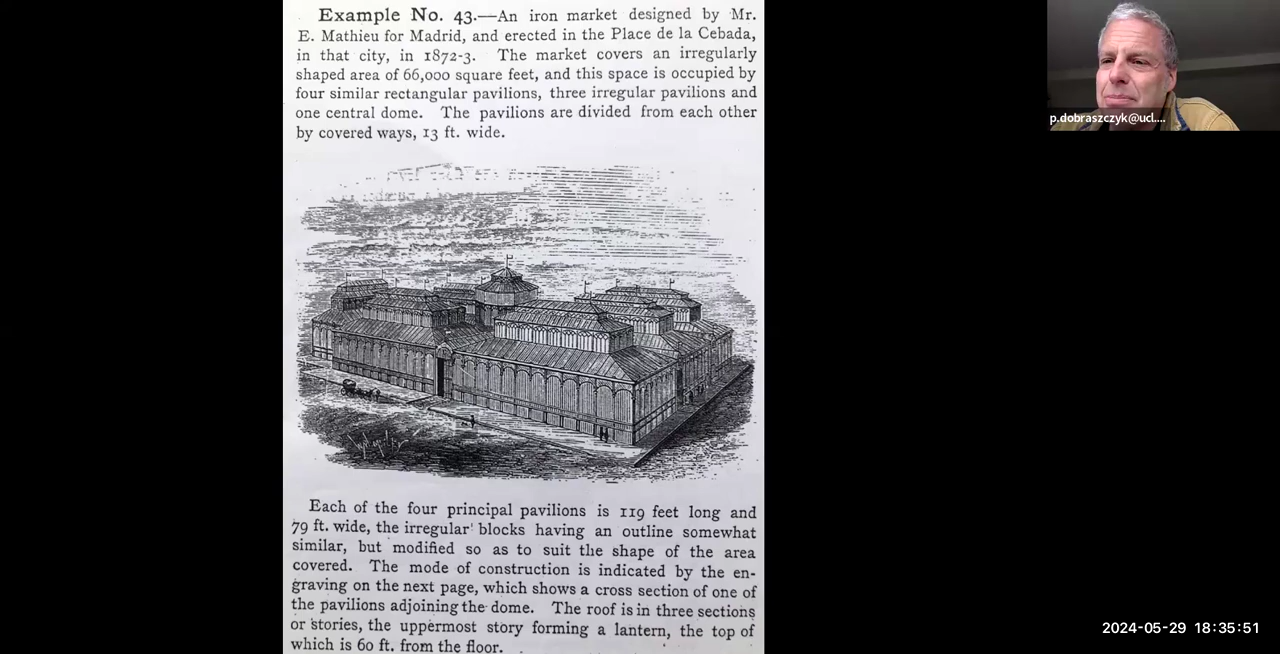 Example No. 43.—An iron market designed by Mr.
E. Mathieu for Madrid, and erected in the Place de la Cebada,
in that city, in 1872-3. The market covers an irregularly
shaped area of 66,000 square feet, and this space is occupied by
four similar rectangular pavilions, three irregular pavilions and
one central dome. The pavilions are divided from each other
by covered ways, 13 ft. wide.
Each of the four principal pavilions is 119 feet long and
79 ft. wide, the irregular blocks having an outline somewhat
similar, but modified so as to suit the shape of the area
covered. The mode of construction is indicated by the en-
graving on the next page, which shows a cross section of one of
the pavilions adjoining the dome. The roof is in three sections
or stories, the uppermost story forming a lantern, the top of
which is 60 ft. from the floor.
p.dobraszczyk@ucl....
2024-05-29 18:35:51